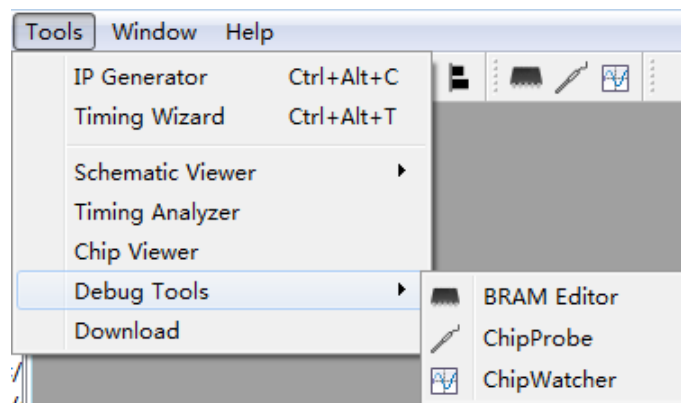 Tools Window Help
IP Generator Ctrl+Alt+C
Timing Wizard Ctrl+Alt+T
Schematic Viewer
Timing Analyzer
Chip Viewer
Debug Tools
BRAM Editor
Download
ChipProbe
ChipWatcher